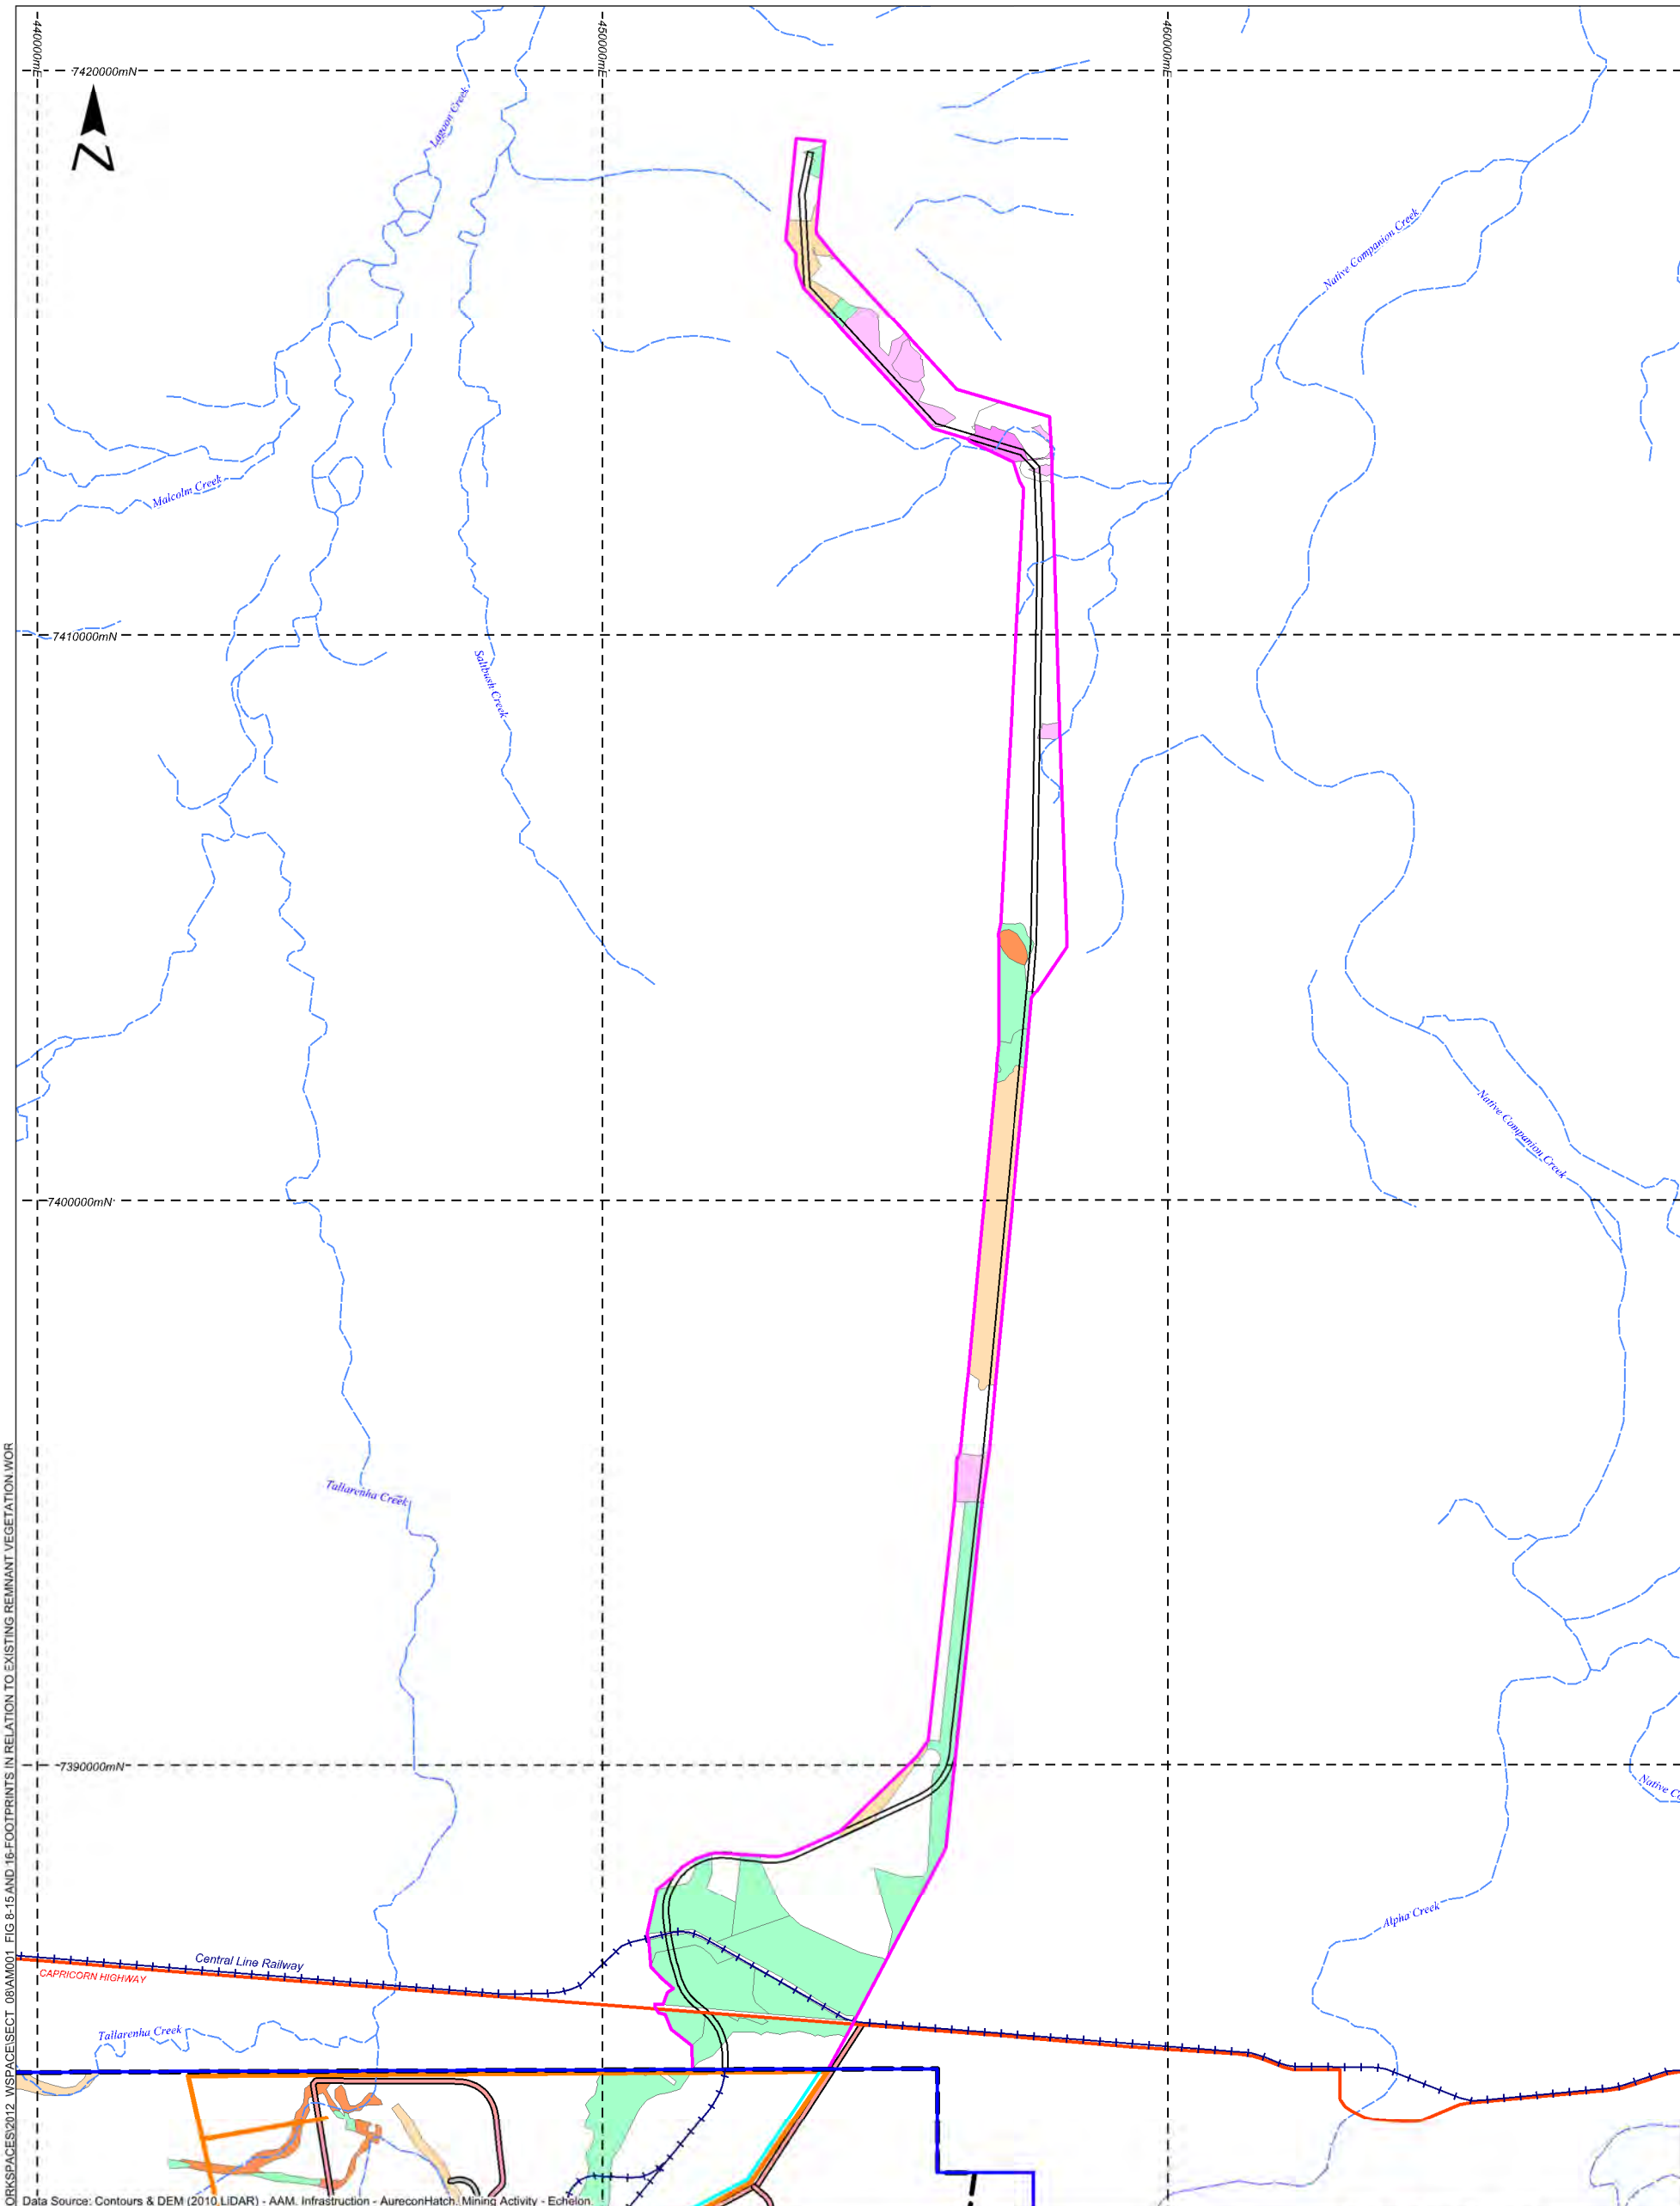 440000mE
450000mE
460000mE
7420000mN
N
Lagoon Creek
Native Companion Creek
Malcolm Creek
7410000mN
Saltbush Creek
Native Companion Creek
7400000mN
Tallarenha Creek
7390000mN
Alpha Creek
Central Line Railway
CAPRICORN HIGHWAY
Tallarenha Creek
Data Source: Contours & DEM (2010 LiDAR) - AAM. Infrastructure - AureconHatch. Mining Activity - Echelon.
FIG 8-15 AND 16-FOOTPRINTS IN RELATION TO EXISTING REMNANT VEGETATION.WOR